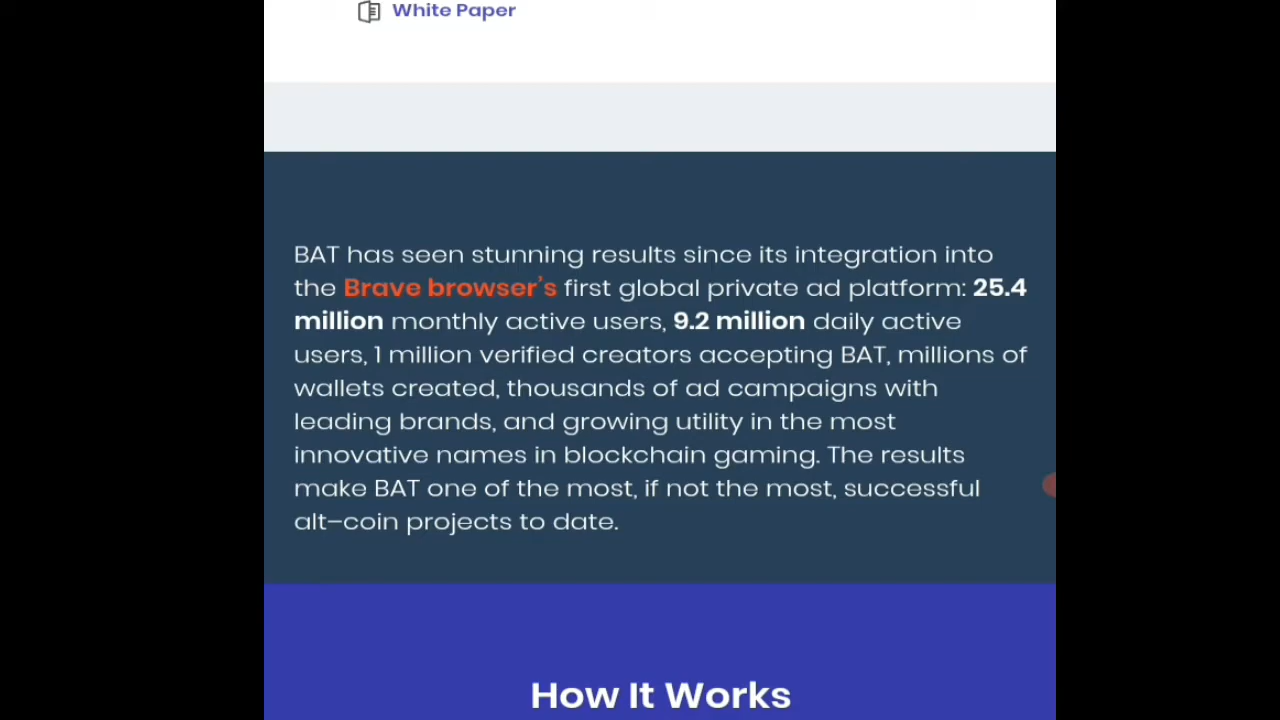 White Paper
BAT has seen stunning results since its integration into
the Brave browser's first global private ad platform: 25.4
million monthly active users, 9.2 million daily active
users, 1 million verified creators accepting BAT, millions of
wallets created, thousands of ad campaigns with
leading brands, and growing utility in the most
innovative names in blockchain gaming. The results
make BAT one of the most, if not the most, successful
alt–coin projects to date.
How It Works